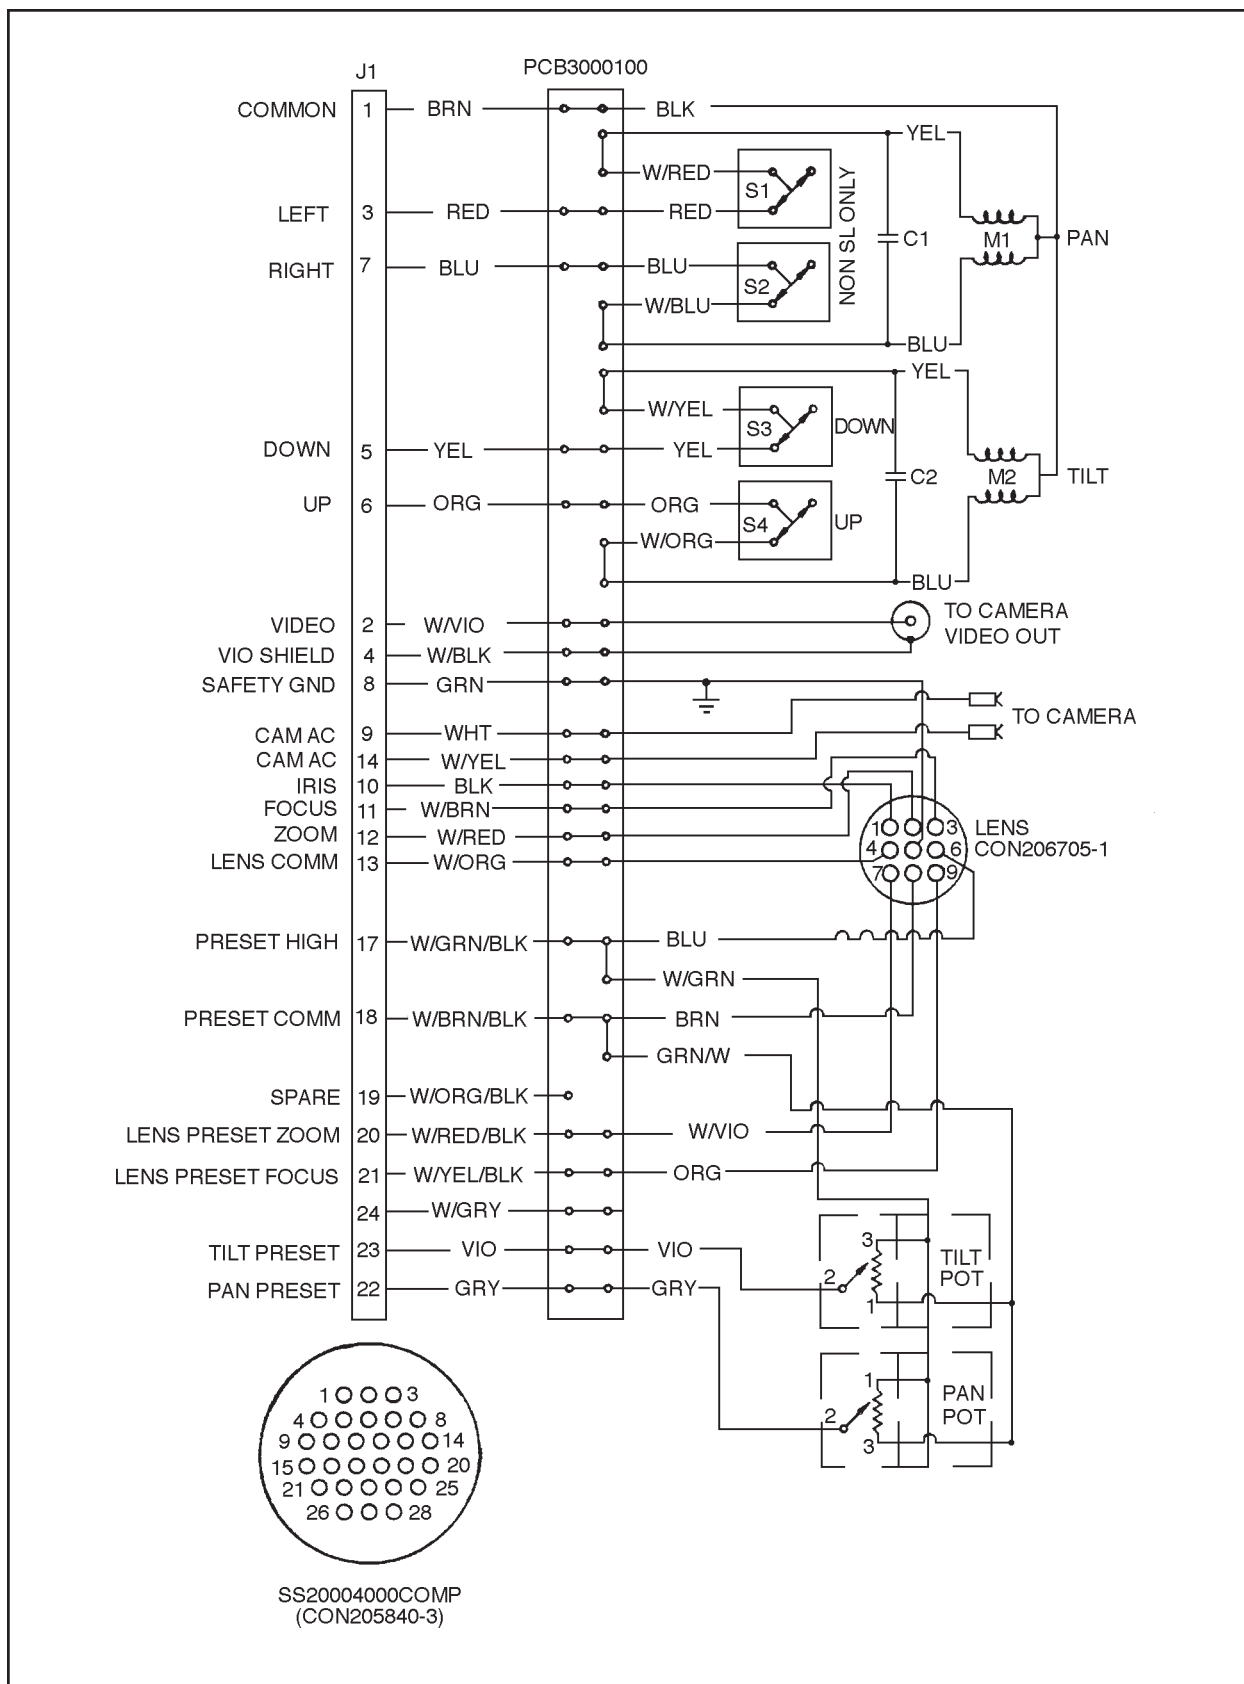 J1 PCB3000100
COMMON 1 BRN BLK
YEL
W/RED
S1
LEFT 3 RED RED
NON SL ONLY
C1 M1 PAN
RIGHT 7 BLU BLU
S2
W/BLU
BLU
YEL
W/YEL
S3 DOWN
DOWN 5 YEL YEL
C2 M2 TILT
UP 6 ORG ORG
S4 UP
W/ORG
BLU
TO CAMERA
VIDEO OUT
VIDEO 2 W/VIO
VIO SHIELD 4 W/BLK
SAFETY GND 8 GRN
TO CAMERA
CAM AC 9 WHT
CAM AC 14 W/YEL
IRIS 10 BLK
FOCUS 11 W/BRN
ZOOM 12 W/RED
LENS COMM 13 W/ORG
1 3 LENS
4 6 CON206705-1
7 9
PRESET HIGH 17 W/GRN/BLK BLU
W/GRN
PRESET COMM 18 W/BRN/BLK BRN
GRN/W
SPARE 19 W/ORG/BLK
LENS PRESET ZOOM 20 W/RED/BLK W/VIO
LENS PRESET FOCUS 21 W/YEL/BLK ORG
24 W/GRY
TILT PRESET 23 VIO VIO
PAN PRESET 22 GRY GRY
3 TILT
2 POT
1
1 PAN
2 POT
3
1 3
4 8
9 14
15 20
21 25
26 28
SS20004000COMP
(CON205840-3)